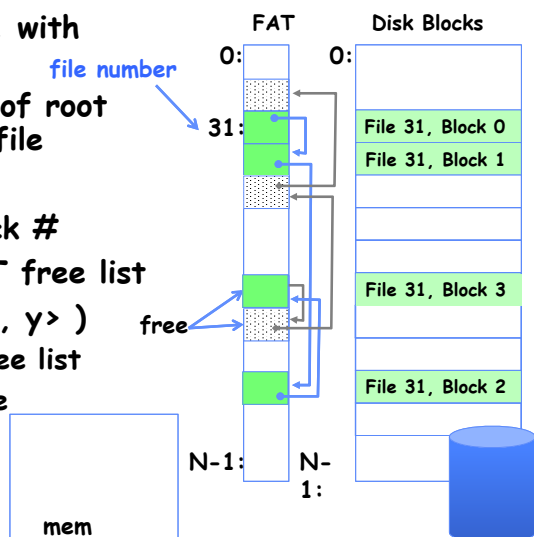 with
FAT
Disk Blocks
0:
0:
file number
of root
file
31:
File 31, Block 0
File 31, Block 1
ck #
free list
File 31, Block 3
, y> )
free
list
File 31, Block 2
N-1:
N-
1:
mem